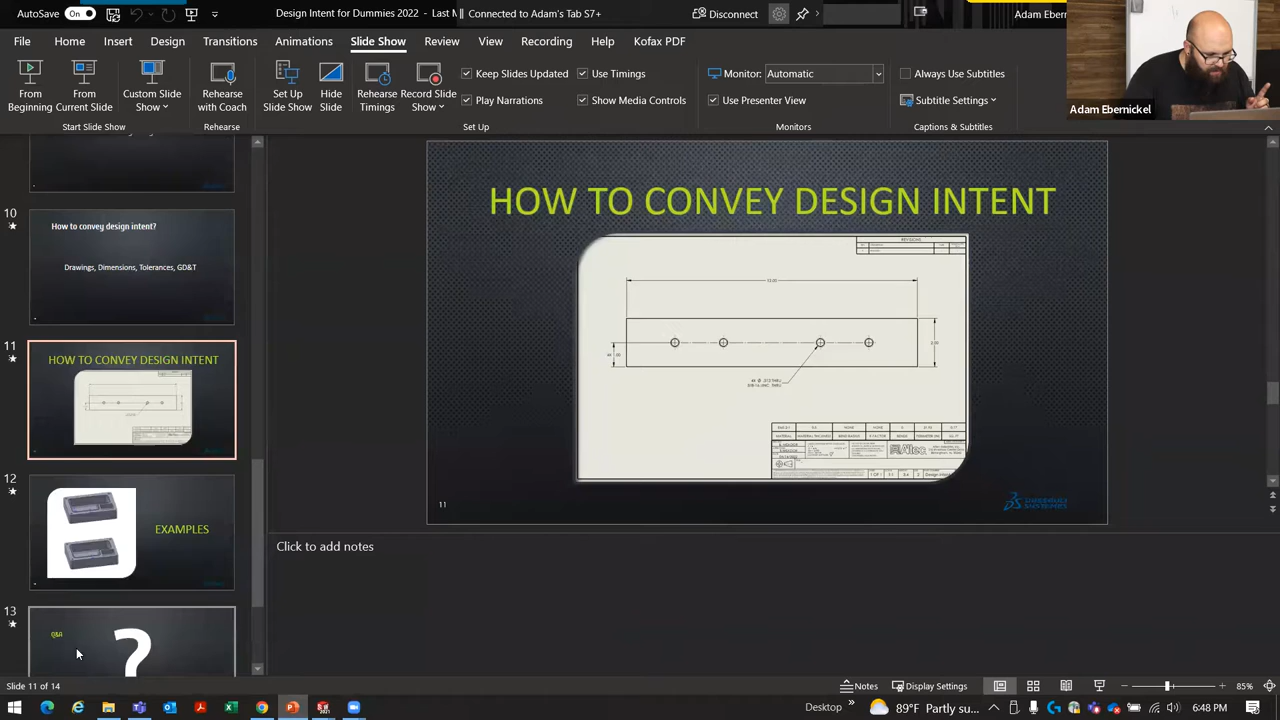 AutoSave On
Design Intent for Dummies 2022 - Last M
Connected to Adam's Tab S7+
Disconnect
Adam Ebern
File Home Insert Design Transitions Animations Slide Show Review View Recording Help Kofax PDF
From Beginning
From Current Slide
Custom Slide Show
Rehearse with Coach
Set Up Slide Show
Hide Slide
Rehearse Timings
Record Slide Show
Keep Slides Updated
Use Timings
Play Narrations
Show Media Controls
Monitor: Automatic
Use Presenter View
Always Use Subtitles
Subtitle Settings
Start Slide Show
Rehearse
Set Up
Monitors
Captions & Subtitles
Adam Ebernickel
10
How to convey design intent?
Drawings, Dimensions, Tolerances, GD&T
11
HOW TO CONVEY DESIGN INTENT
12
EXAMPLES
13
Q&A
?
HOW TO CONVEY DESIGN INTENT
REVISIONS
Altec
11
Click to add notes
Slide 11 of 14
Notes
Display Settings
85%
Desktop
89°F Partly su...
6:48 PM